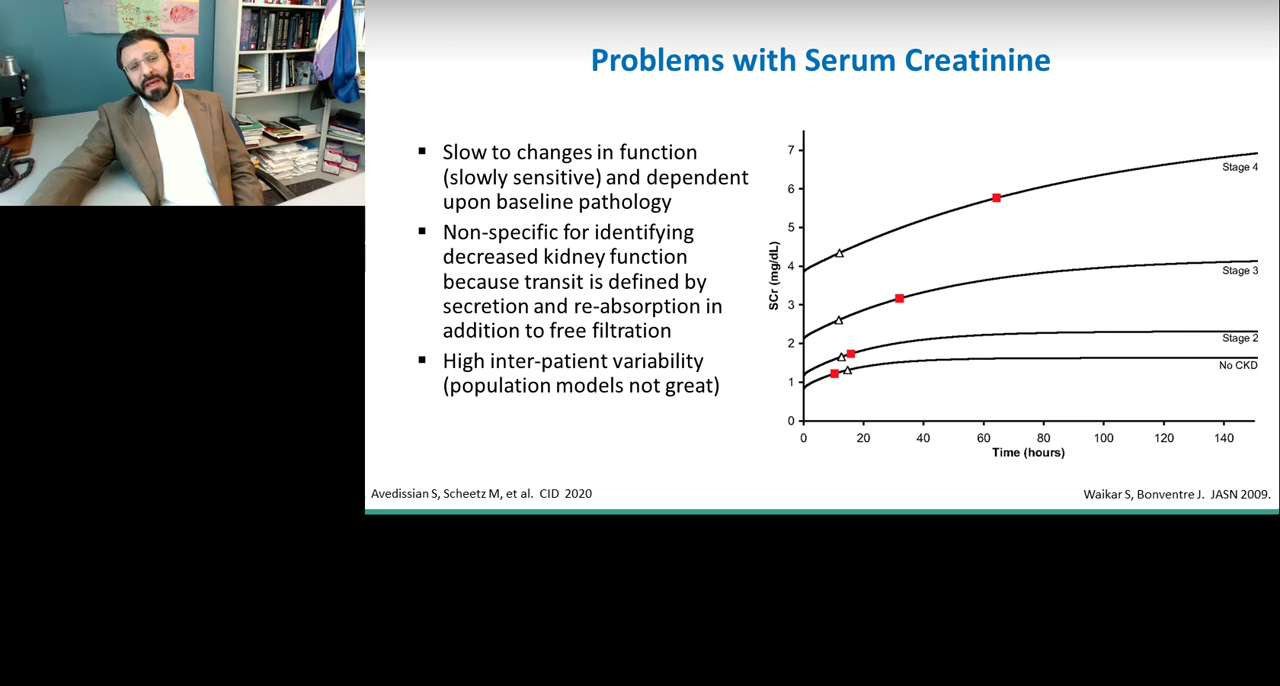 Problems with Serum Creatinine
▪ Slow to changes in function
(slowly sensitive) and dependent
upon baseline pathology
▪ Non-specific for identifying
decreased kidney function
because transit is defined by
secretion and re-absorption in
addition to free filtration
▪ High inter-patient variability
(population models not great)
SCr (mg/dL)
7
6
5
4
3
2
1
0
Stage 4
Stage 3
Stage 2
No CKD
0 20 40 60 80 100 120 140
Time (hours)
Avedissian S, Scheetz M, et al. CID 2020
Waikar S, Bonventre J. JASN 2009.